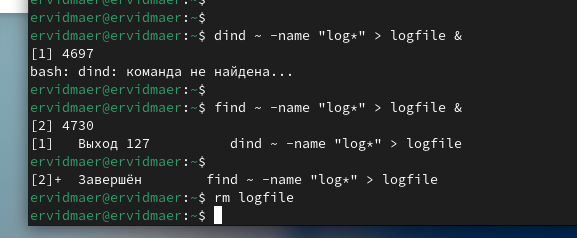 ervidmaer@ervidmaer:~$
ervidmaer@ervidmaer:~$
ervidmaer@ervidmaer:~$ dind ~ -name "log*" > logfile &
[1] 4697
bash: dind: команда не найдена...
ervidmaer@ervidmaer:~$
ervidmaer@ervidmaer:~$ find ~ -name "log*" > logfile &
[2] 4730
[1]   Выход 127          dind ~ -name "log*" > logfile
ervidmaer@ervidmaer:~$
[2]+  Завершён        find ~ -name "log*" > logfile
ervidmaer@ervidmaer:~$ rm logfile
ervidmaer@ervidmaer:~$